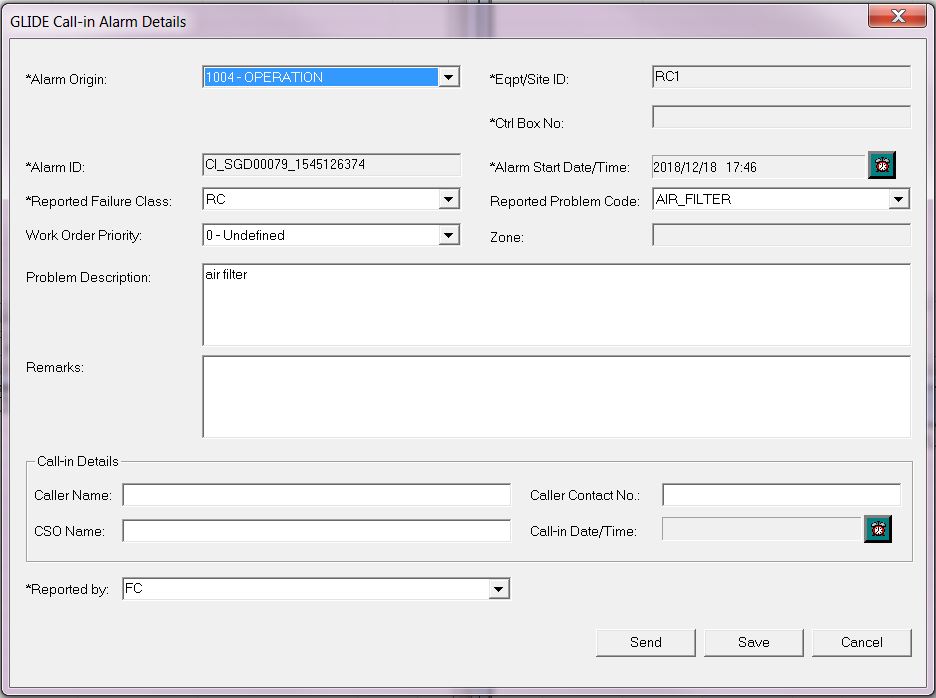 GLIDE Call-in Alarm Details
*Alarm Origin: 1004 - OPERATION *Eqpt/Site ID: RC1
*Ctrl Box No:
*Alarm ID: CI_SGD00079_1545126374 *Alarm Start Date/Time: 2018/12/18 17:46
*Reported Failure Class: RC Reported Problem Code: AIR_FILTER
Work Order Priority: 0 - Undefined Zone:
Problem Description: air filter
Remarks:
Call-in Details
Caller Name: Caller Contact No.:
CSO Name: Call-in Date/Time:
*Reported by: FC
Send Save Cancel